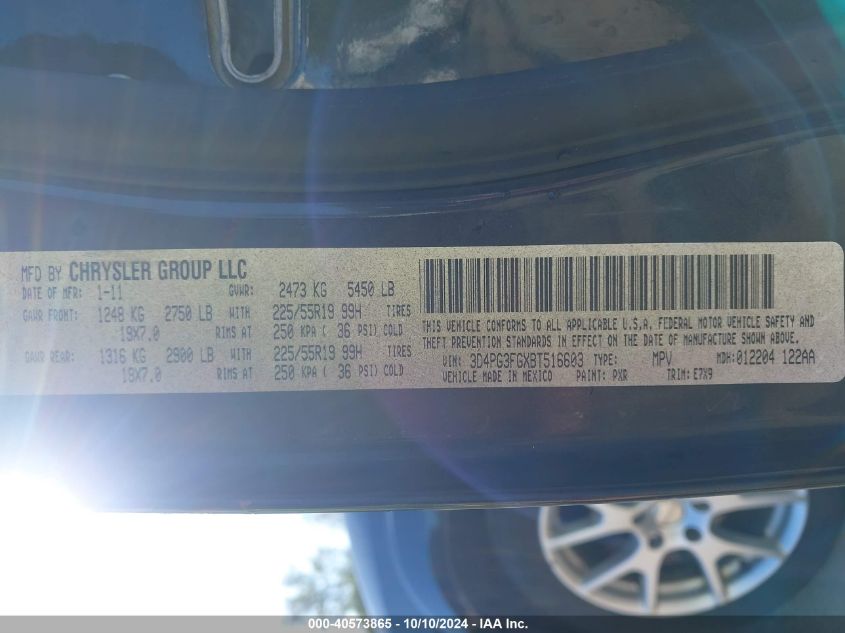 MFD BY CHRYSLER GROUP LLC
DATE OF MFR: 1-11 GVWR: 2473 KG 5450 LB
GAWR FRONT: 1248 KG 2750 LB WITH 225/55R19 99H TIRES
19X7.0 RIMS AT 250 KPA ( 36 PSI) COLD
GAWR REAR: 1316 KG 2900 LB WITH 225/55R19 99H TIRES
19X7.0 RIMS AT 250 KPA ( 36 PSI) COLD
THIS VEHICLE CONFORMS TO ALL APPLICABLE U.S.A. FEDERAL MOTOR VEHICLE SAFETY AND
THEFT PREVENTION STANDARDS IN EFFECT ON THE DATE OF MANUFACTURE SHOWN ABOVE.
VIN: 3D4PG3FGXBT516603 TYPE: MPV MDH: 012204 122AA
VEHICLE MADE IN MEXICO PAINT: PXR TRIM: E7X9
000-40573865 - 10/10/2024 - IAA Inc.